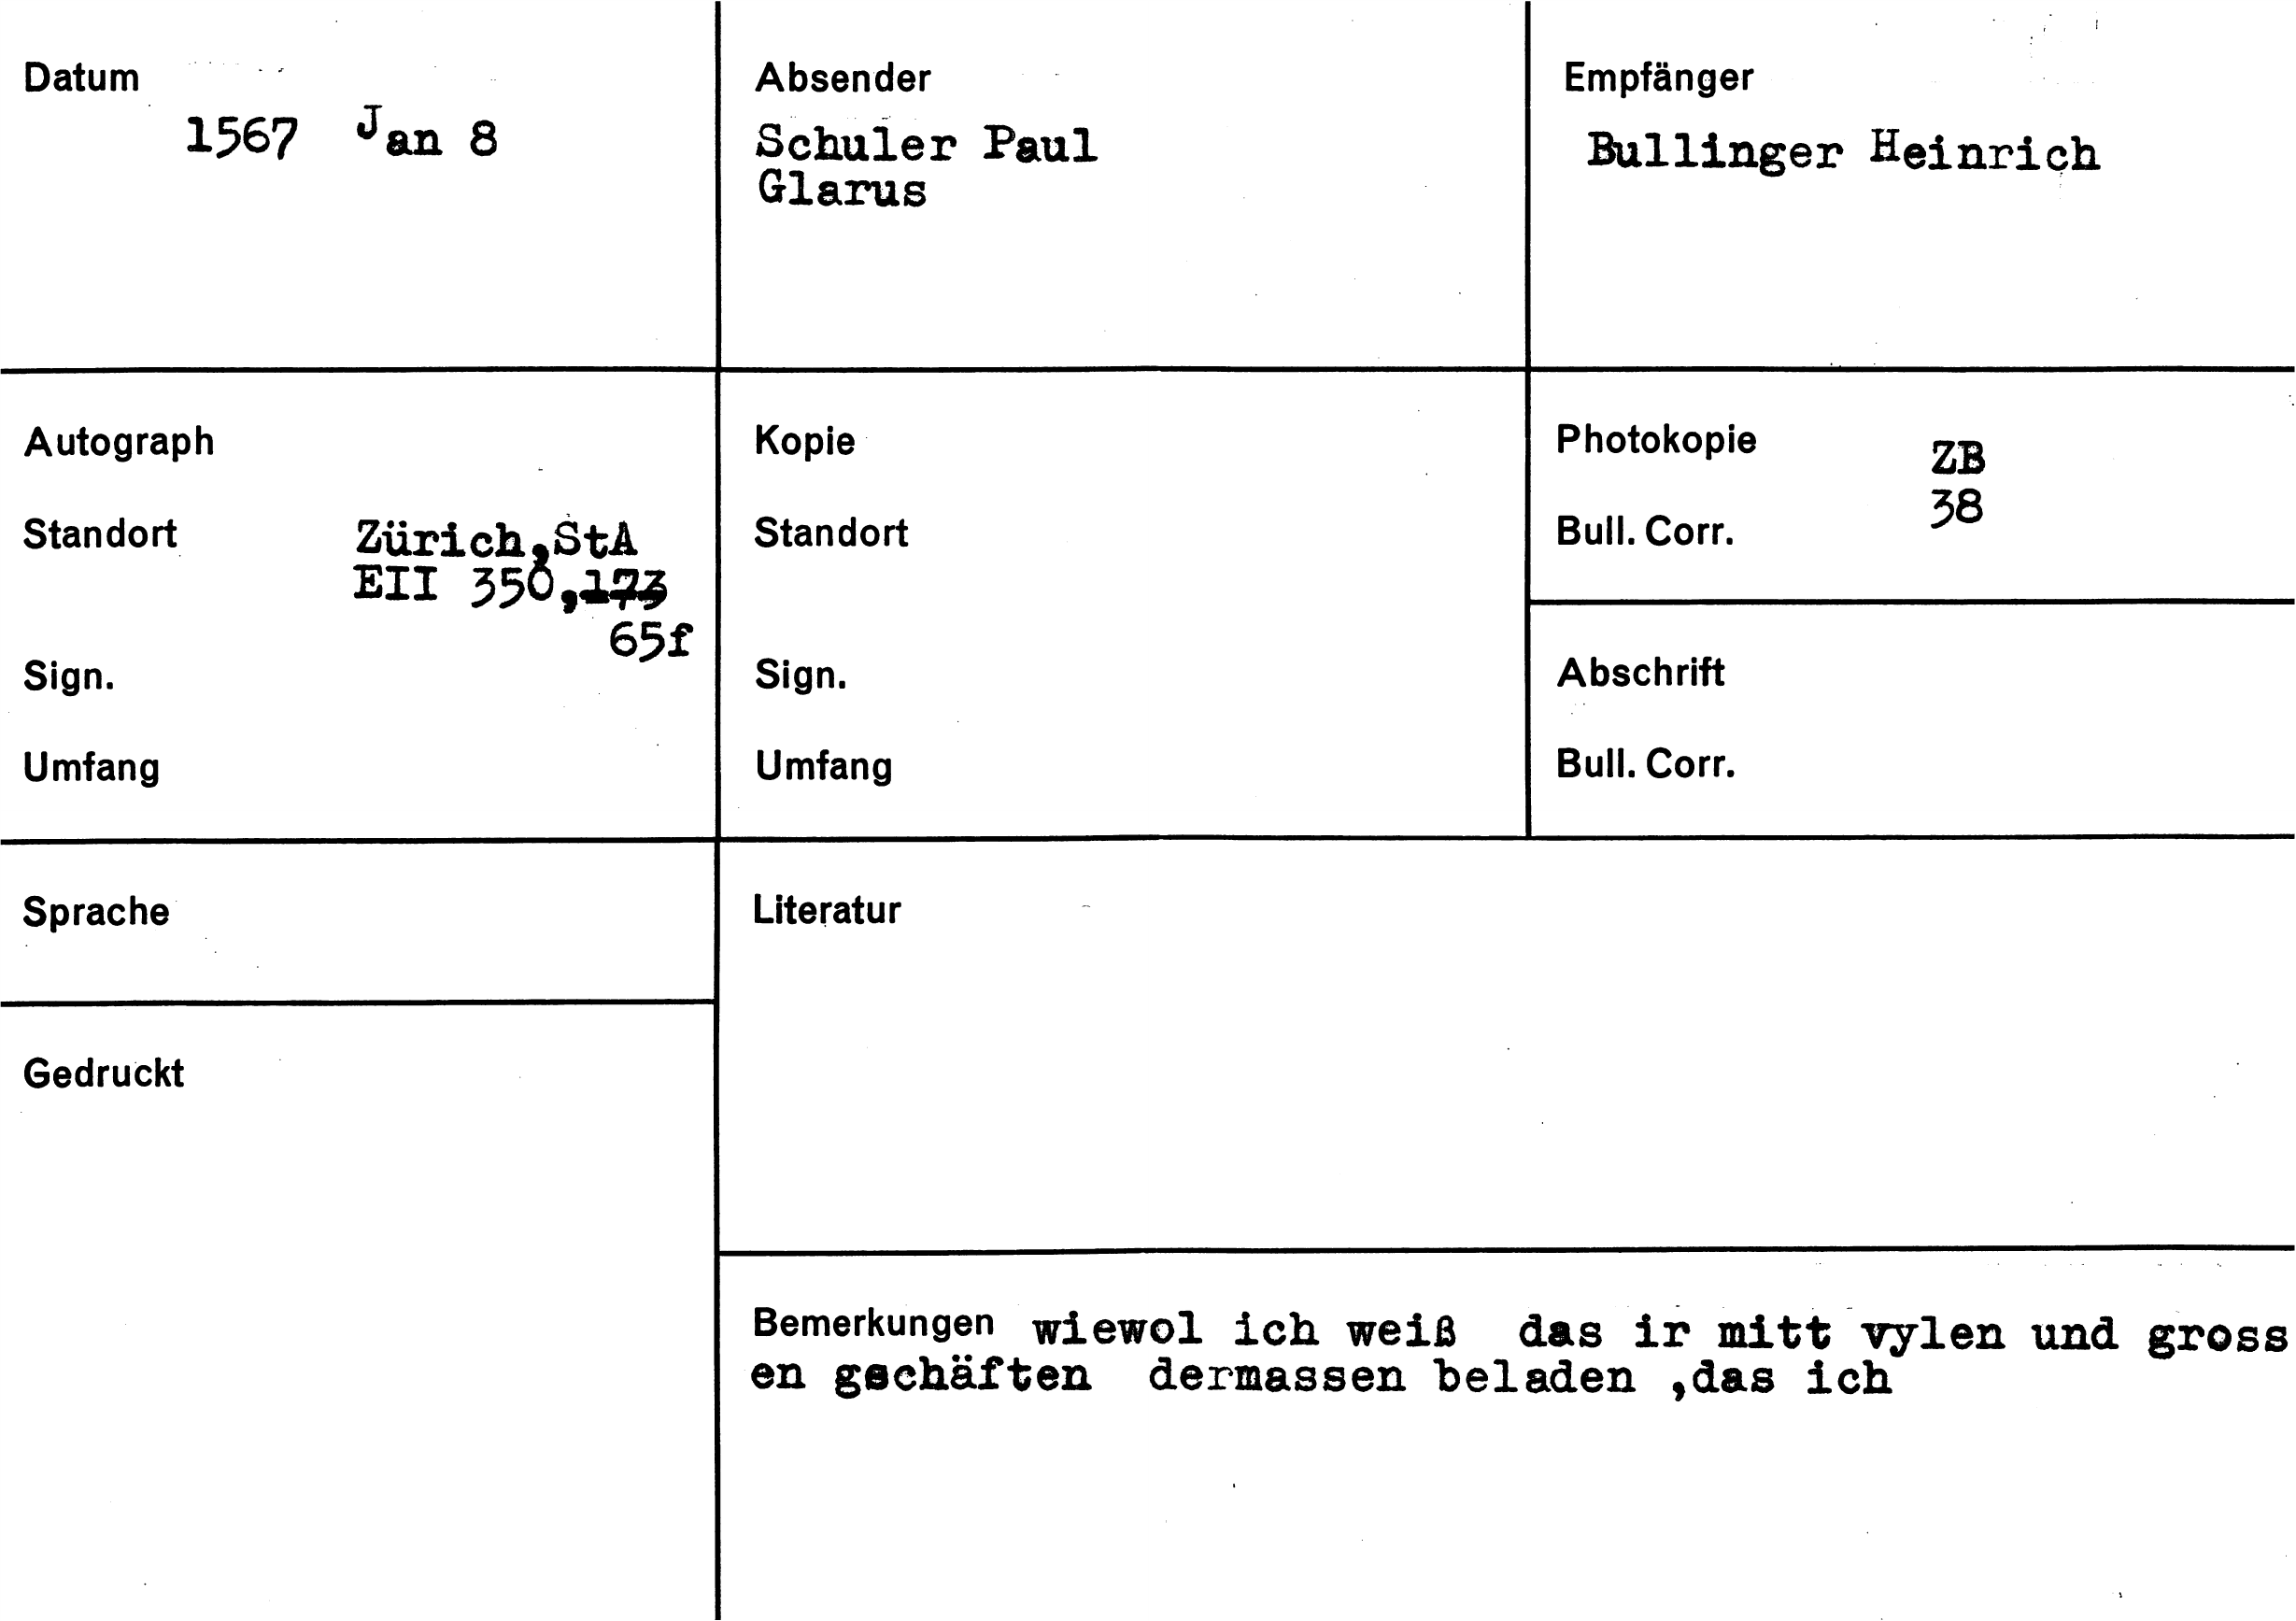 Datum
1567 Jan 8
Absender
Schuler Paul
Glarus
Empfänger
Bullinger Heinrich
Autograph
Standort Zürich,StA
EII 350,173
65f
Sign.
Umfang
Kopie
Standort
Sign.
Umfang
Photokopie ZB
Bull. Corr. 38
Abschrift
Bull. Corr.
Sprache
Literatur
Gedruckt
Bemerkungen wiewol ich weiß das ir mitt vylen und gross
en gschäften dermassen beladen ,das ich